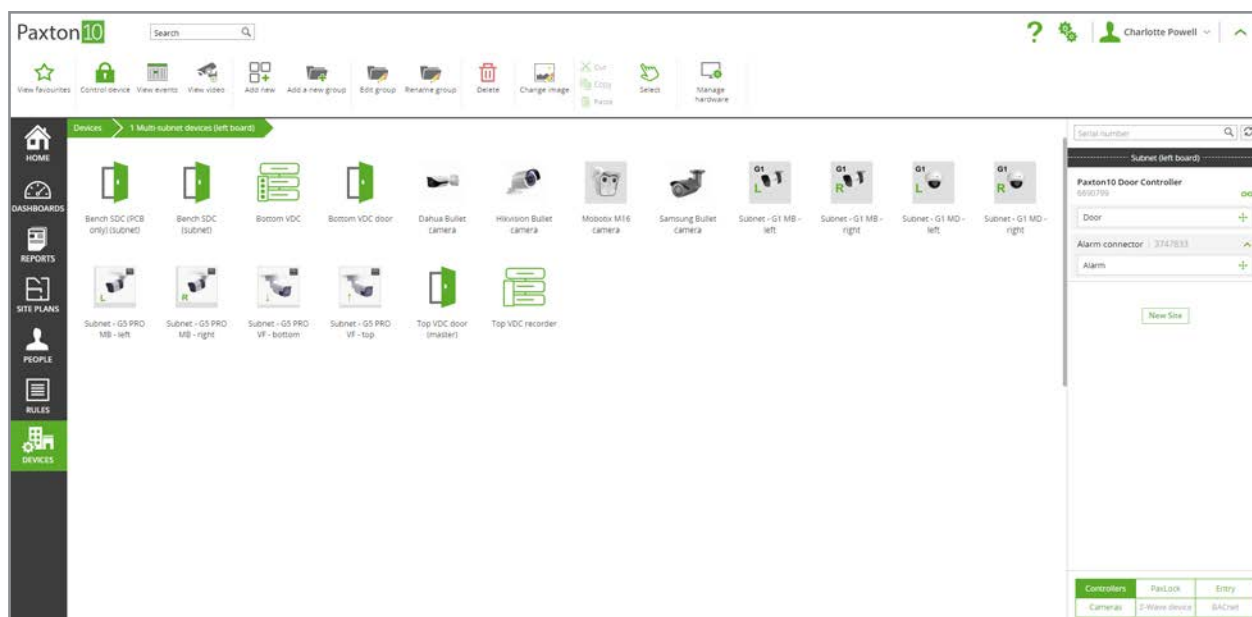 Paxton10
Search
Charlotte Powell
View favourites
Control device
View events
View video
Add new
Add a new group
Edit group
Rename group
Delete
Change image
Cut
Copy
Paste
Select
Manage
hardware
HOME
DASHBOARDS
REPORTS
SITE PLANS
PEOPLE
RULES
DEVICES
Devices
1 Multi-subnet devices (left board)
Bench SDC (PCB
only) (subnet)
Bench SDC
(subnet)
Bottom VDC
Bottom VDC door
Dahua Bullet
camera
Hikvision Bullet
camera
Mobotix M16
camera
Samsung Bullet
camera
G1
L
Subnet - G1 MB -
left
G1
R
Subnet - G1 MB -
right
G1
L
Subnet - G1 MD -
left
G1
R
Subnet - G1 MD -
right
L
Subnet - G5 PRO
MB - left
R
Subnet - G5 PRO
MB - right
Subnet - G5 PRO
VF - bottom
Subnet - G5 PRO
VF - top
Top VDC door
(master)
Top VDC recorder
Serial number
Subnet (left board)
Paxton10 Door Controller
6690799
Door
Alarm connector | 3747833
Alarm
New Site
Controllers
PaxLock
Entry
Cameras
Z-Wave device
BACnet